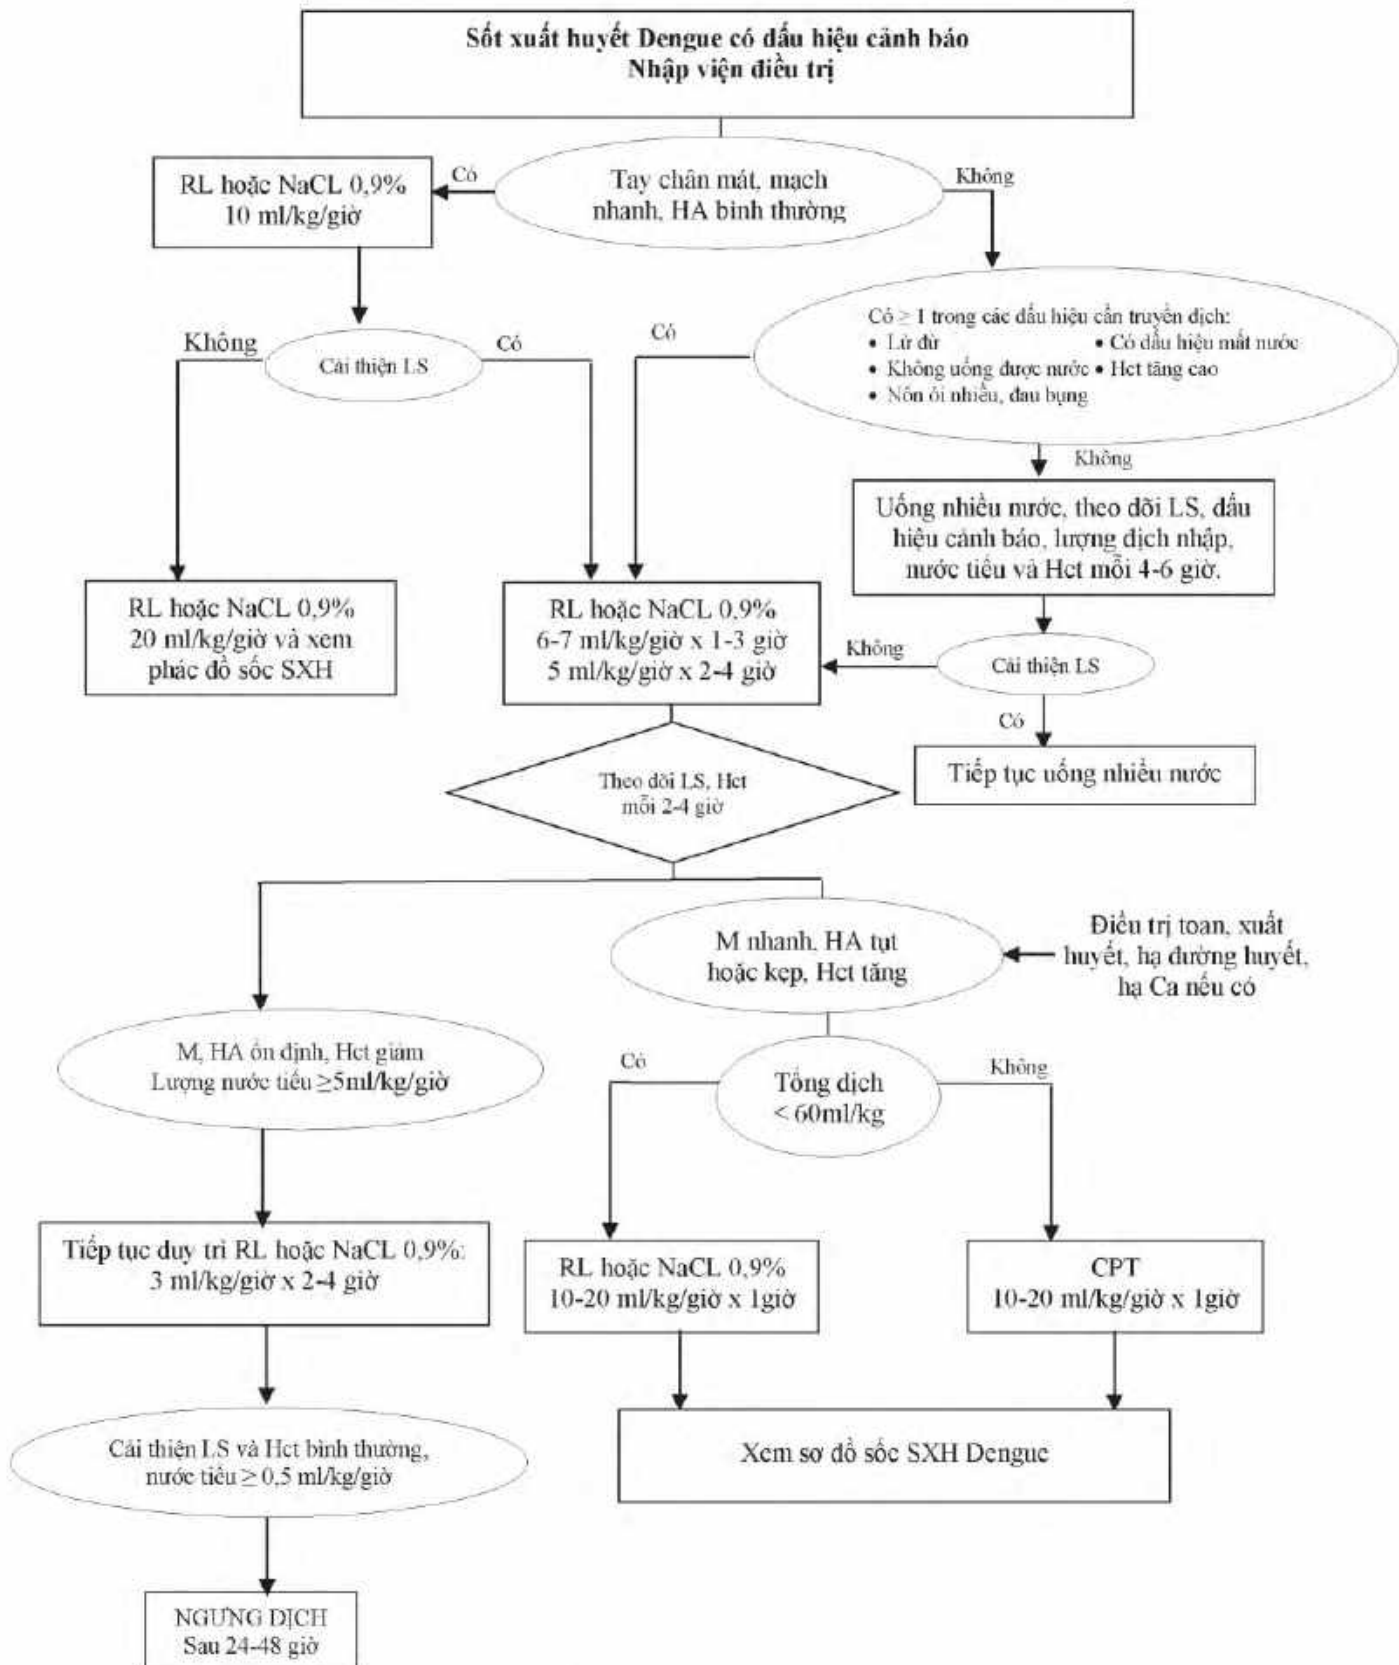 Sốt xuất huyết Dengue có dấu hiệu cảnh báo
Nhập viện điều trị
Tay chân mát, mạch
nhanh, HA bình thường
Có
Không
RL hoặc NaCL 0,9%
10 ml/kg/giờ
Cải thiện LS
Không
Có
Có
Có ≥ 1 trong các dấu hiệu cần truyền dịch:
• Lừ đừ • Có dấu hiệu mất nước
• Không uống được nước • Hct tăng cao
• Nôn ói nhiều, đau bụng
Không
Uống nhiều nước, theo dõi LS, dấu
hiệu cảnh báo, lượng dịch nhập,
nước tiểu và Hct mỗi 4-6 giờ.
RL hoặc NaCL 0,9%
20 ml/kg/giờ và xem
phác đồ sốc SXH
RL hoặc NaCL 0,9%
6-7 ml/kg/giờ x 1-3 giờ
5 ml/kg/giờ x 2-4 giờ
Không
Cải thiện LS
Có
Tiếp tục uống nhiều nước
Theo dõi LS, Hct
mỗi 2-4 giờ
M nhanh, HA tụt
hoặc kẹp, Hct tăng
Điều trị toan, xuất
huyết, hạ đường huyết,
hạ Ca nếu có
M, HA ổn định, Hct giảm
Lượng nước tiểu ≥5ml/kg/giờ
Có
Tổng dịch
< 60ml/kg
Không
Tiếp tục duy trì RL hoặc NaCL 0,9%:
3 ml/kg/giờ x 2-4 giờ
RL hoặc NaCL 0,9%
10-20 ml/kg/giờ x 1giờ
CPT
10-20 ml/kg/giờ x 1giờ
Cải thiện LS và Hct bình thường,
nước tiểu ≥ 0,5 ml/kg/giờ
Xem sơ đồ sốc SXH Dengue
NGƯNG DỊCH
Sau 24-48 giờ